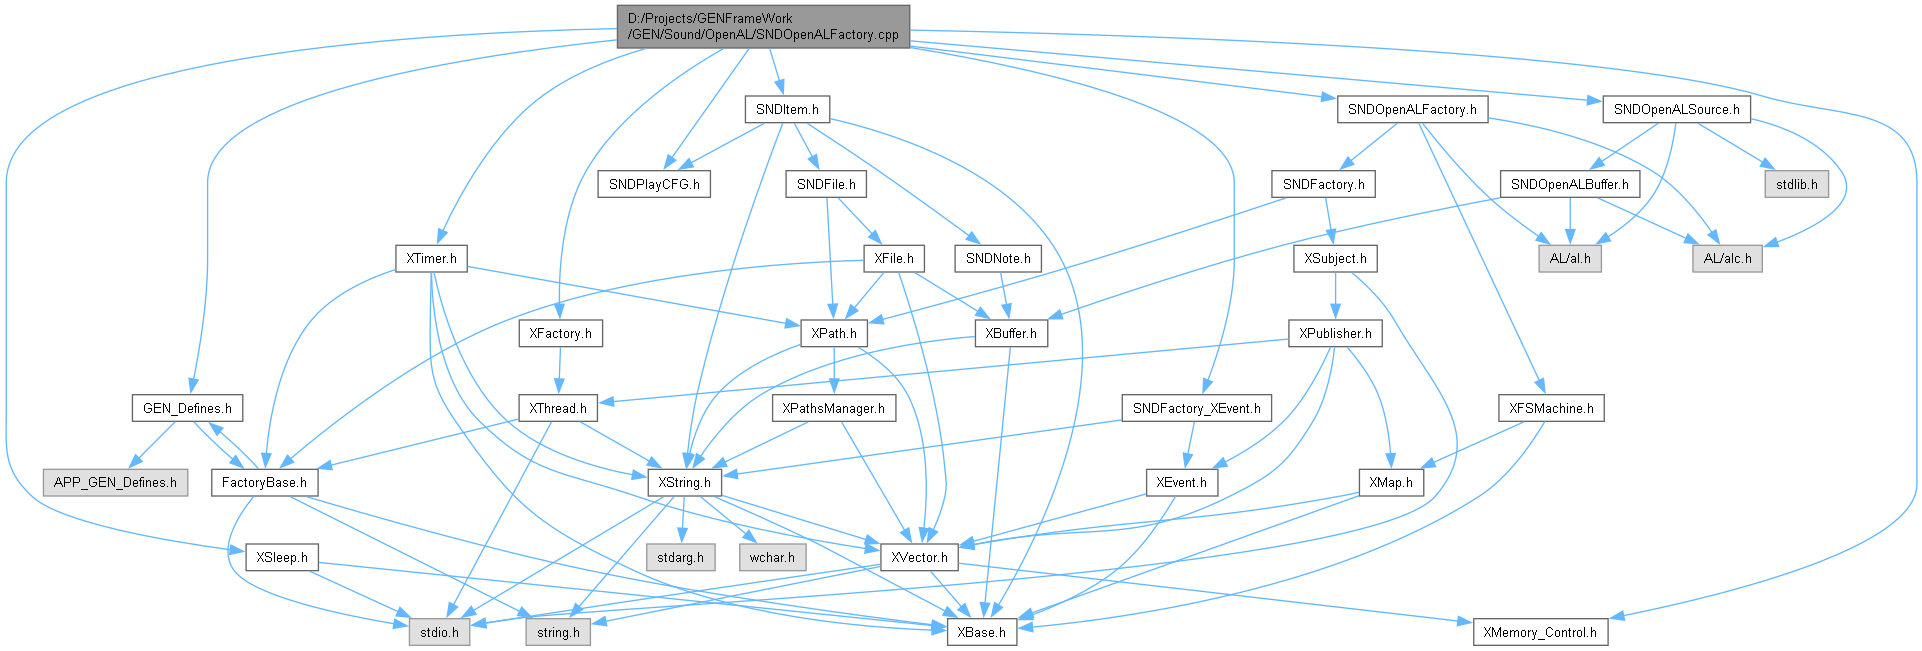 D:/Projects/GENFrameWork
/GEN/Sound/OpenAL/SNDOpenALFactory.cpp
SNDItem.h
SNDOpenALFactory.h
SNDOpenALSource.h
SNDPlayCFG.h
SNDFile.h
SNDFactory.h
SNDOpenALBuffer.h
stdlib.h
XTimer.h
XFile.h
SNDNote.h
XSubject.h
AL/al.h
AL/alc.h
XFactory.h
XPath.h
XBuffer.h
XPublisher.h
GEN_Defines.h
XThread.h
XPathsManager.h
SNDFactory_XEvent.h
XFSMachine.h
APP_GEN_Defines.h
FactoryBase.h
XString.h
XEvent.h
XMap.h
XSleep.h
stdarg.h
wchar.h
XVector.h
stdio.h
string.h
XBase.h
XMemory_Control.h